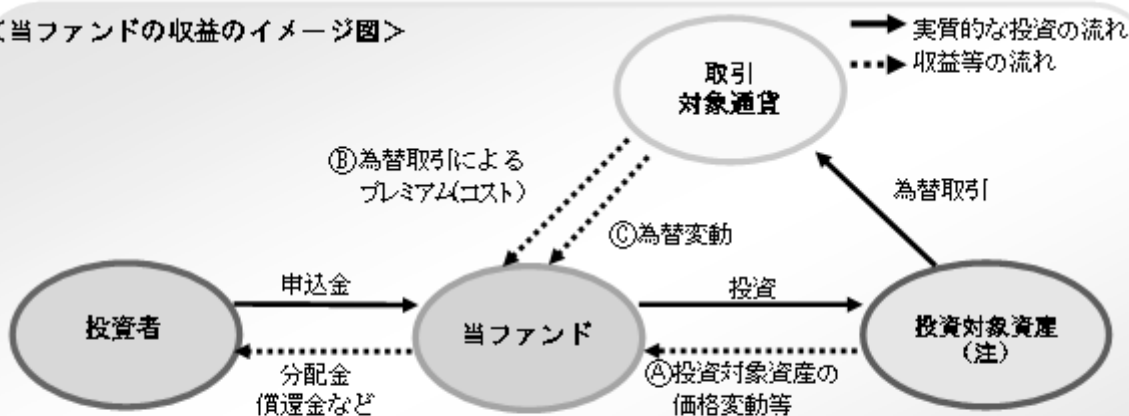 <当ファンドの収益のイメージ図>
実質的な投資の流れ
収益等の流れ
取引
対象通貨
Ⓑ為替取引による
プレミアム(コスト)
Ⓒ為替変動
為替取引
申込金
投資
投資者
当ファンド
投資対象資産
(注)
分配金
償還金など
Ⓐ投資対象資産の
価格変動等